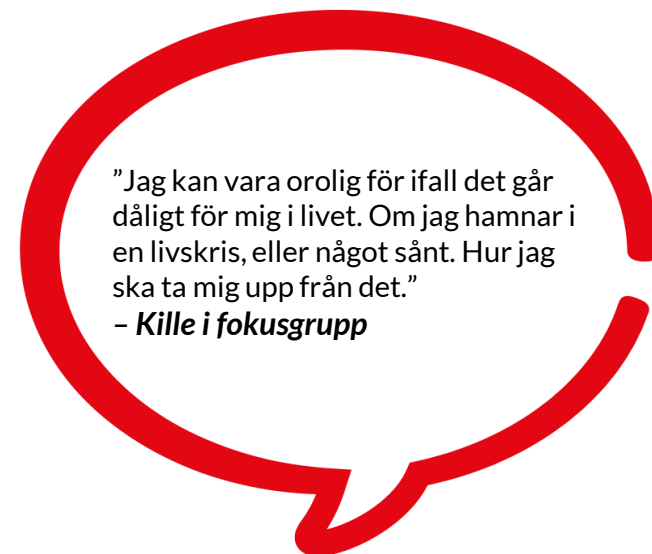 ”Jag kan vara orolig för ifall det går
dåligt för mig i livet. Om jag hamnar i
en livskris, eller något sånt. Hur jag
ska ta mig upp från det.”
– Kille i fokusgrupp